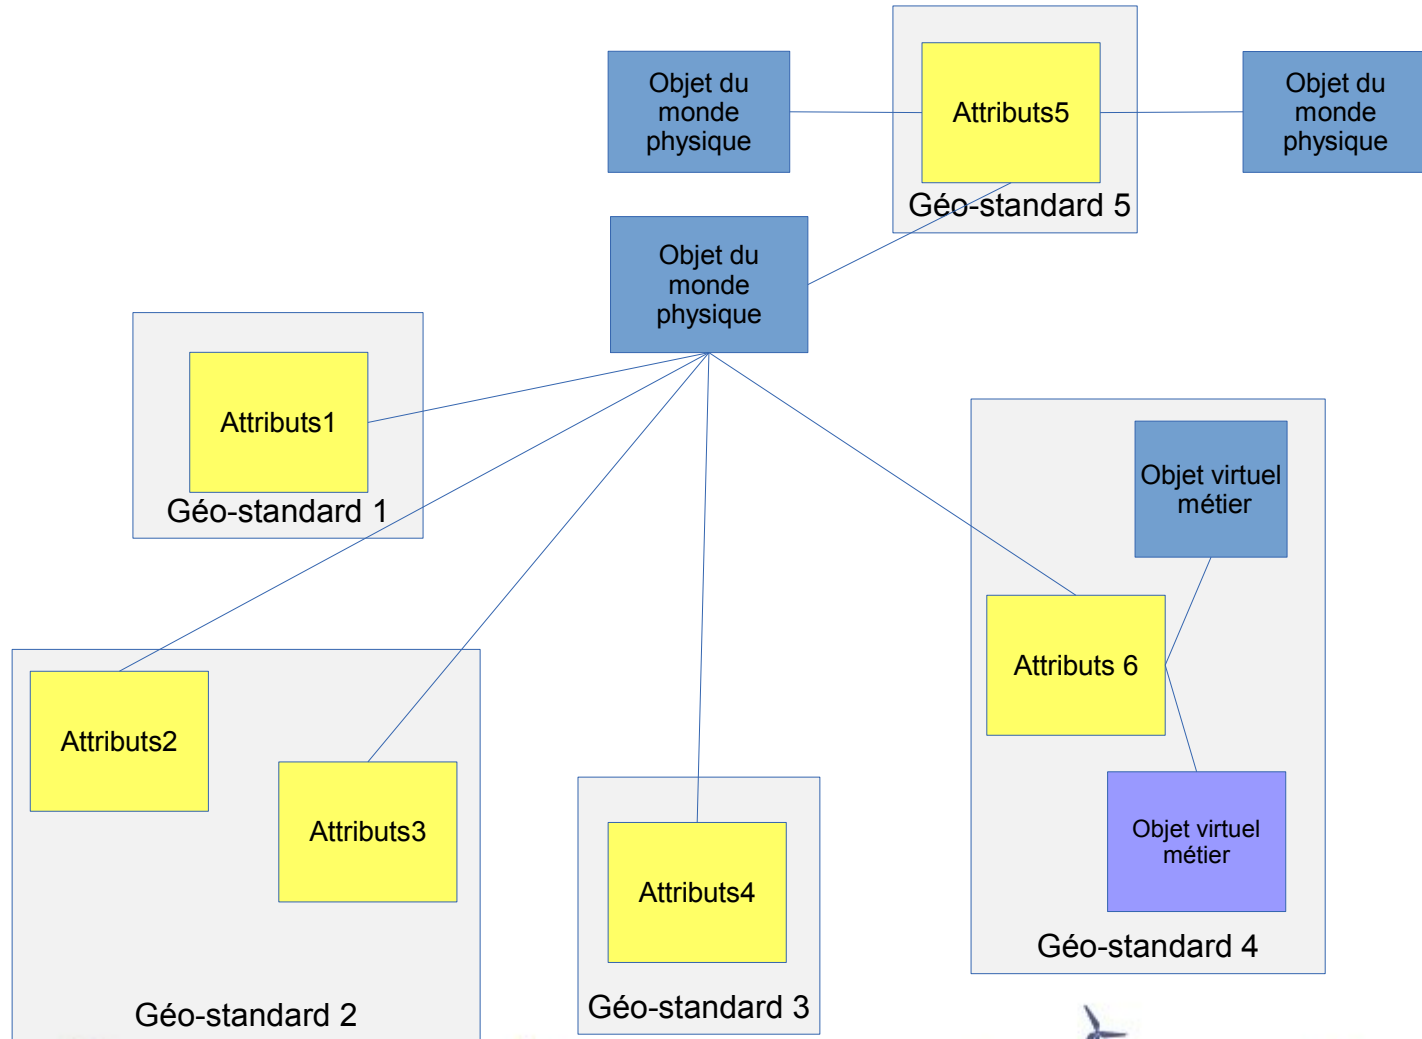 Objet du
monde
physique
Attributs5
Objet du
monde
physique
Géo-standard 5
Objet du
monde
physique
Attributs1
Géo-standard 1
Objet virtuel
métier
Attributs 6
Attributs2
Attributs3
Objet virtuel
métier
Attributs4
Géo-standard 4
Géo-standard 2
Géo-standard 3